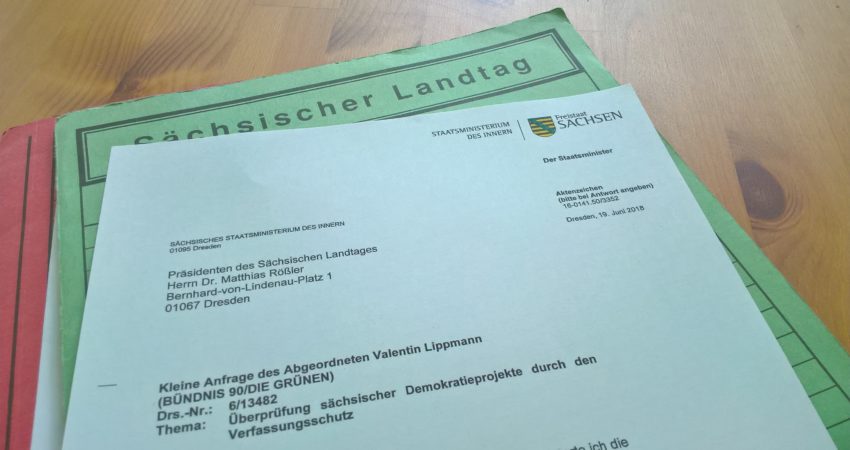 Sächsischer Landtag
STAATSMINISTERIUM
DES INNERN
Freistaat
SACHSEN
Der Staatsminister
Aktenzeichen
(bitte bei Antwort angeben)
16-0141.50/3352
Dresden, 19. Juni 2018
SÄCHSISCHES STAATSMINISTERIUM DES INNERN
01095 Dresden
Präsidenten des Sächsischen Landtages
Herrn Dr. Matthias Rößler
Bernhard-von-Lindenau-Platz 1
01067 Dresden
Kleine Anfrage des Abgeordneten Valentin Lippmann
(BÜNDNIS 90/DIE GRÜNEN)
Drs.-Nr.: 6/13482
Thema: Überprüfung sächsischer Demokratieprojekte durch den
Verfassungsschutz
ich die